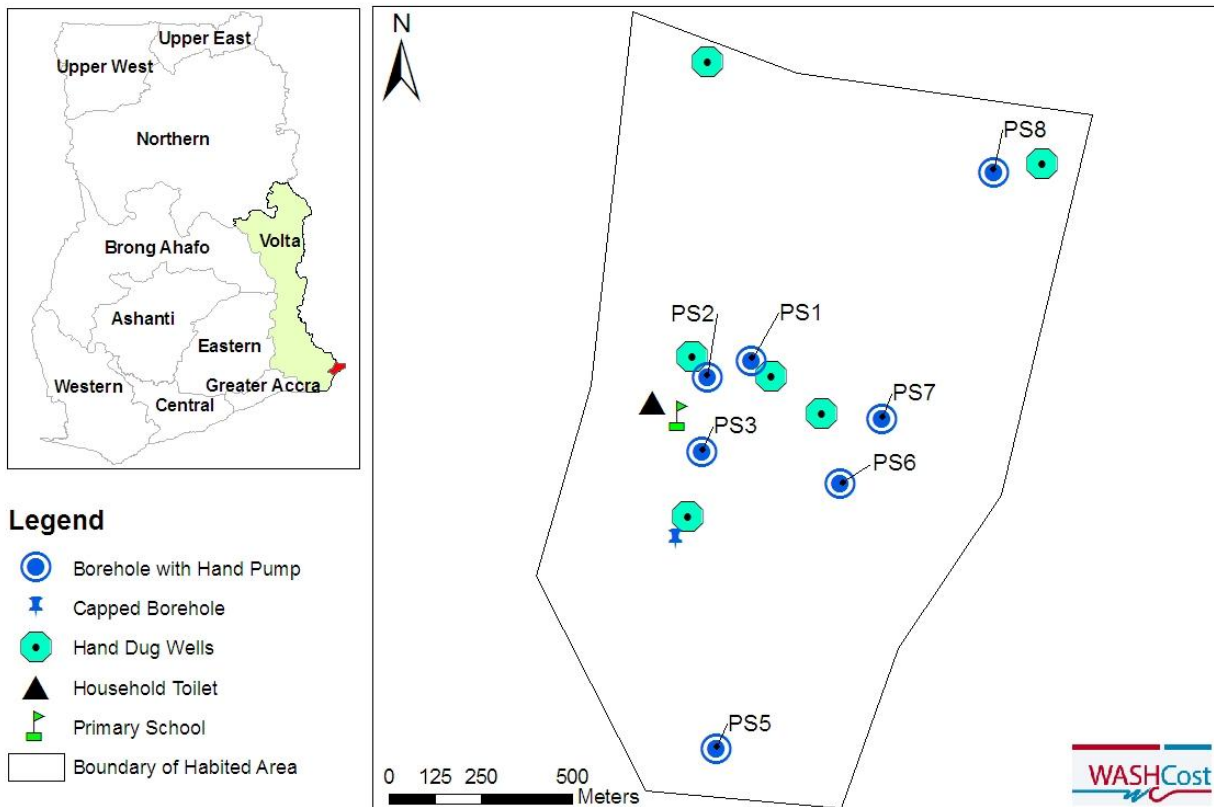 Upper East
Upper West
Northern
Volta
Brong Ahafo
Ashanti
Eastern
Western
Greater Accra
Central
Legend
Borehole with Hand Pump
Capped Borehole
Hand Dug Wells
Household Toilet
Primary School
Boundary of Habited Area
N
PS8
PS2
PS1
PS7
PS3
PS6
PS5
0 125 250 500
Meters
WASHCost